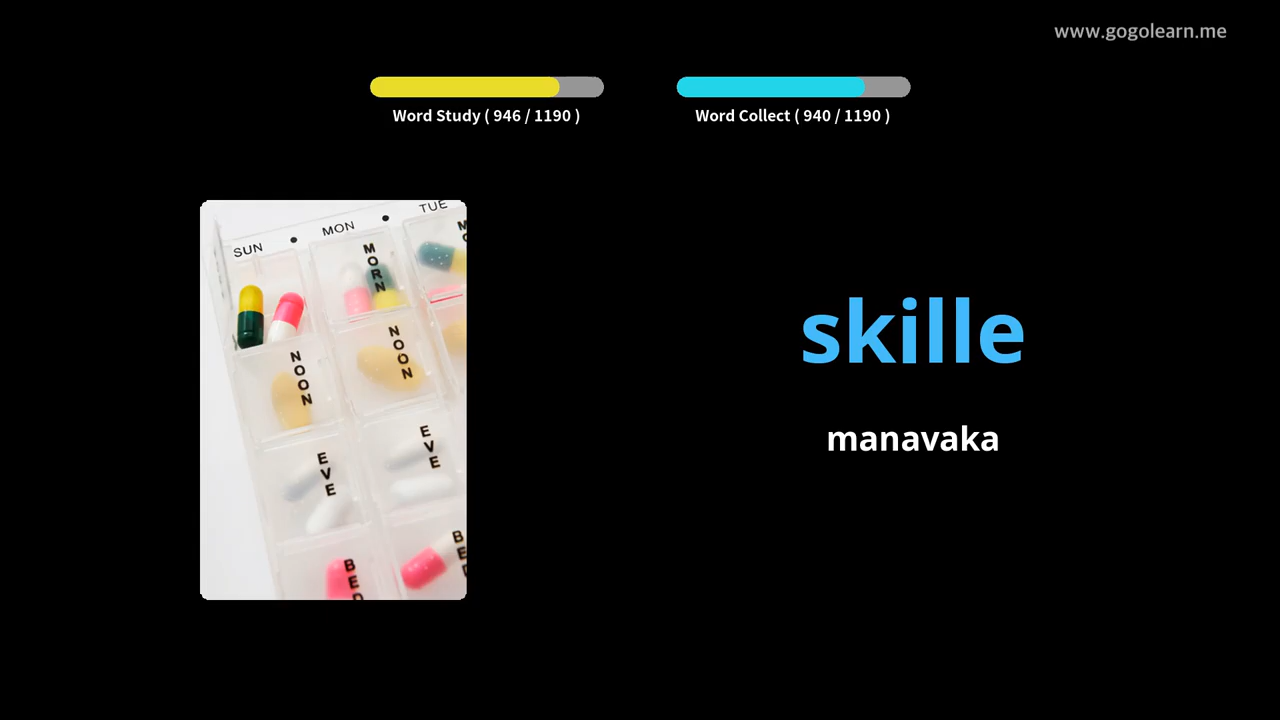 www.gogolearn.me
Word Study ( 946 / 1190 )
Word Collect ( 940 / 1190 )
SUN • MON • TUE
MORN
NOON
NOON
EVE
EVE
BED
skille
manavaka